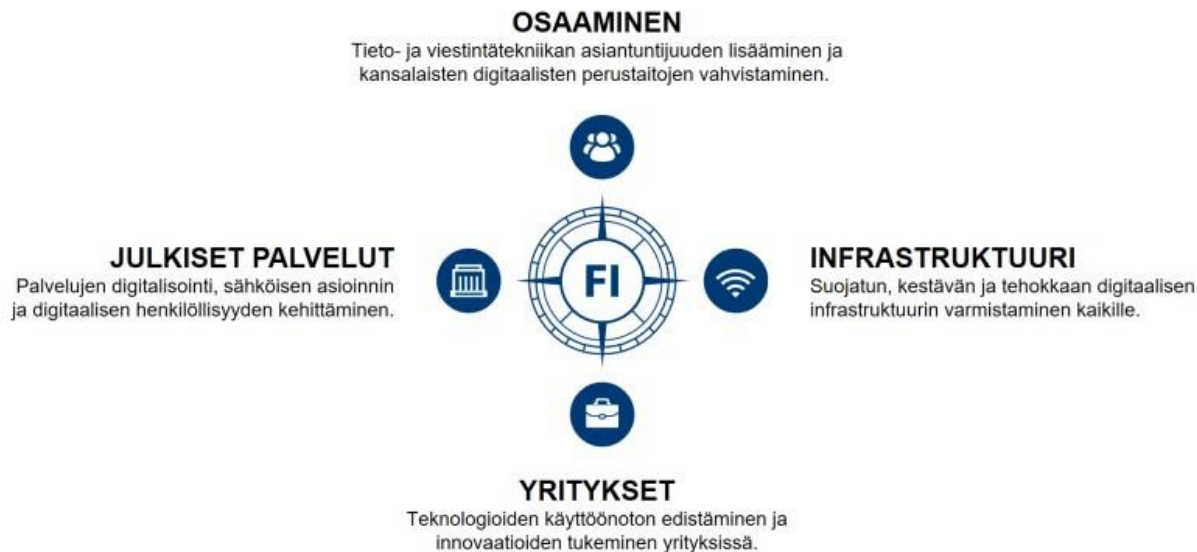 OSAAMINEN
Tieto- ja viestintätekniikan asiantuntijuuden lisääminen ja
kansalaisten digitaalisten perustaitojen vahvistaminen.
JULKISET PALVELUT
Palvelujen digitalisointi, sähköisen asioinnin
ja digitaalisen henkilöllisyyden kehittäminen.
FI
INFRASTRUKTUURI
Suojatun, kestävän ja tehokkaan digitaalisen
infrastruktuurin varmistaminen kaikille.
YRITYKSET
Teknologioiden käyttöönoton edistäminen ja
innovaatioiden tukeminen yrityksissä.